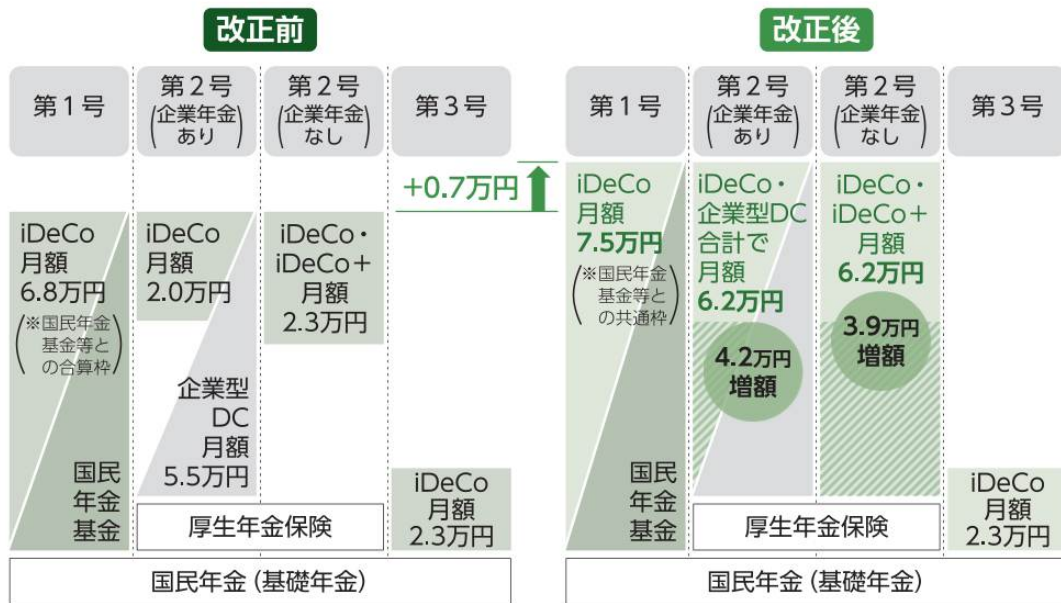 改正前
第1号
第2号
(企業年金
あり)
第2号
(企業年金
なし)
第3号
iDeCo
月額
6.8万円
(※国民年金
基金等と
の合算枠)
国民
年金
基金
iDeCo
月額
2.0万円
企業型
DC
月額
5.5万円
iDeCo・
iDeCo+
月額
2.3万円
iDeCo
月額
2.3万円
厚生年金保険
国民年金(基礎年金)
+0.7万円
改正後
第1号
第2号
(企業年金
あり)
第2号
(企業年金
なし)
第3号
iDeCo
月額
7.5万円
(※国民年金
基金等と
の共通枠)
国民
年金
基金
iDeCo・
企業型DC
合計で
月額
6.2万円
4.2万円
増額
iDeCo・
iDeCo+
月額
6.2万円
3.9万円
増額
iDeCo
月額
2.3万円
厚生年金保険
国民年金(基礎年金)